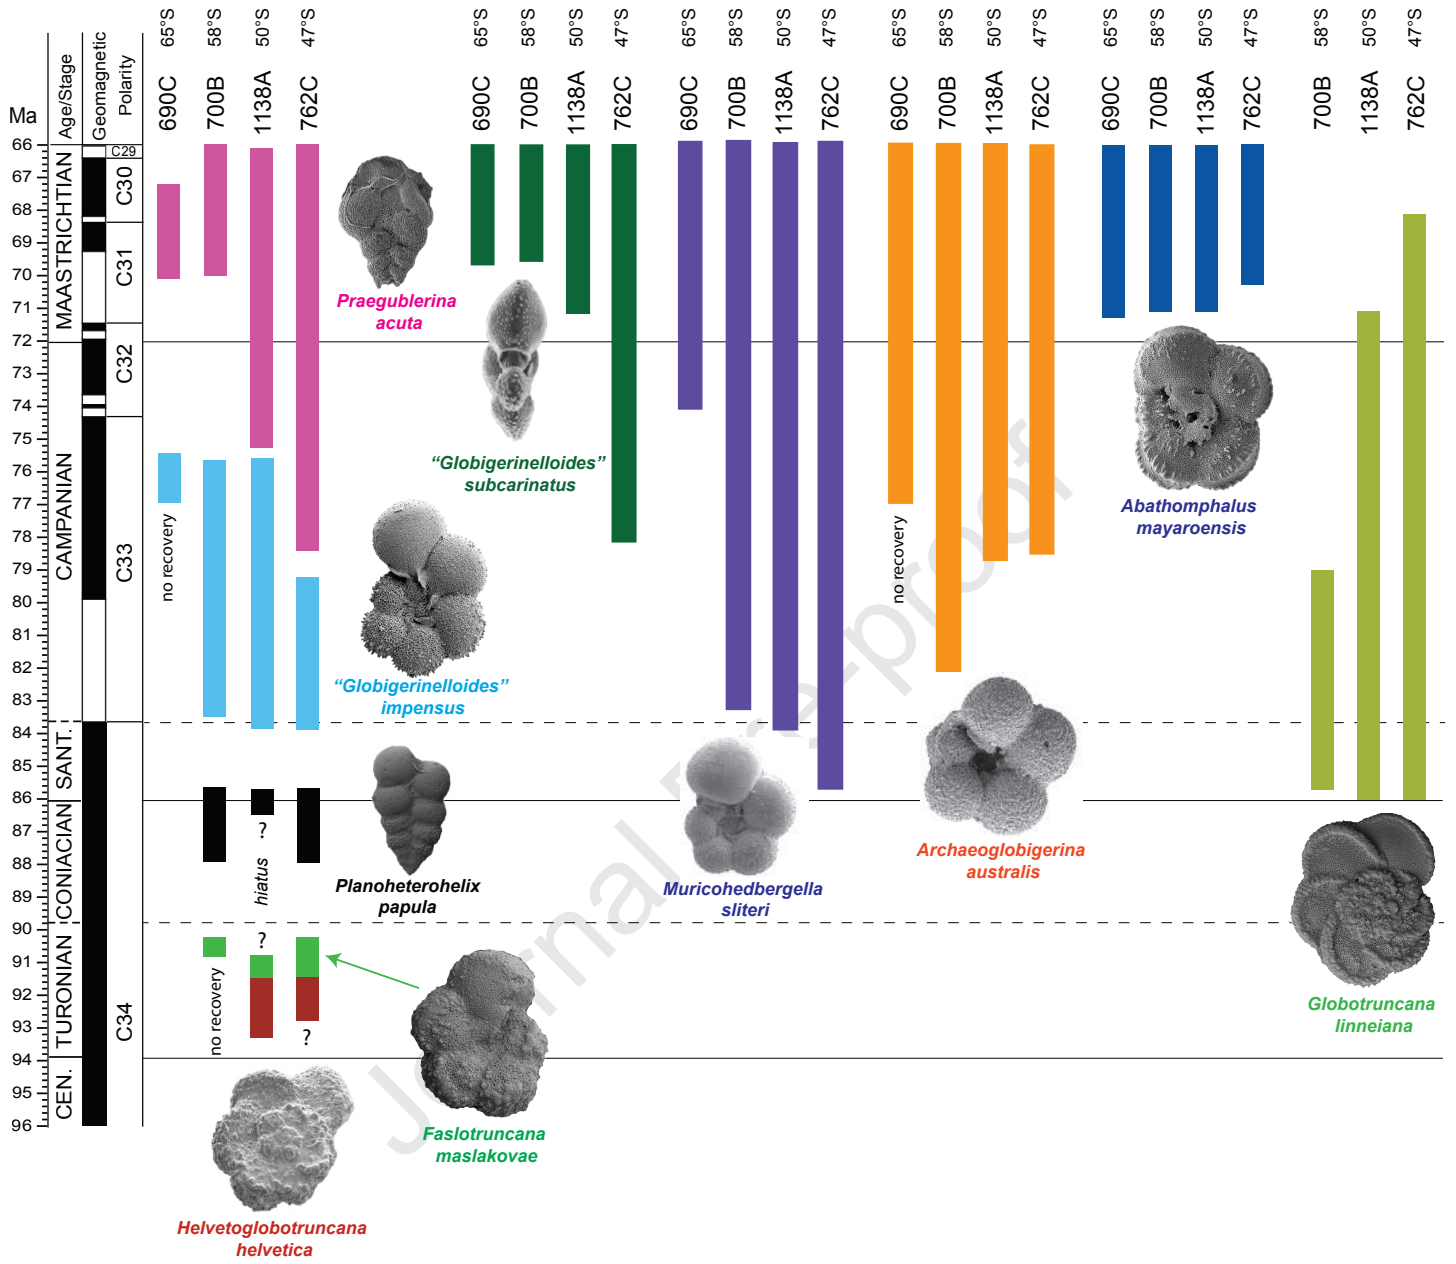 65°S 58°S 50°S 47°S 65°S 58°S 50°S 47°S 65°S 58°S 50°S 47°S 65°S 58°S 50°S 47°S 65°S 58°S 50°S 47°S 58°S 50°S 47°S
690C 700B 1138A 762C 690C 700B 1138A 762C 690C 700B 1138A 762C 690C 700B 1138A 762C 690C 700B 1138A 762C 700B 1138A 762C
Ma
Age/Stage
Geomagnetic
Polarity
66
67
68
69
70
71
72
73
74
75
76
77
78
79
80
81
82
83
84
85
86
87
88
89
90
91
92
93
94
95
96
MAASTRICHTIAN
CAMPANIAN
SANT.
CONIACIAN
TURONIAN
CEN.
C29
C30
C31
C32
C33
C34
Praegublerina
acuta
“Globigerinelloides”
subcarinatus
Abathomphalus
mayaroensis
no recovery
no recovery
“Globigerinelloides”
impensus
Planoheterohelix
papula
Muricohedbergella
sliteri
Archaeoglobigerina
australis
?
hiatus
?
no recovery
?
Globotruncana
linneiana
Faslotruncana
maslakovae
Helvetoglobotruncana
helvetica
Journal Pre-proof